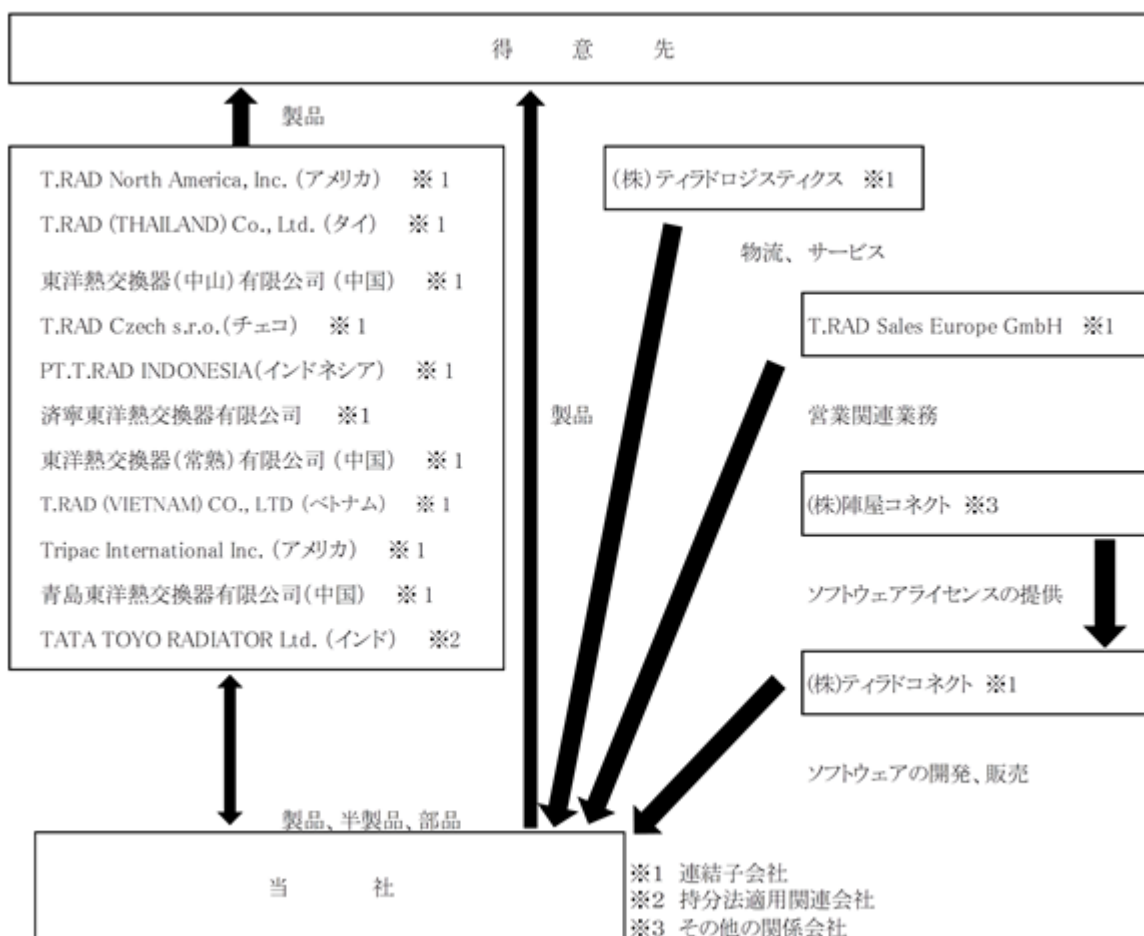 得 意 先
製品
T.RAD North America, Inc. (アメリカ) ※1
T.RAD (THAILAND) Co., Ltd. (タイ) ※1
東洋熱交換器(中山)有限公司 (中国) ※1
T.RAD Czech s.r.o.(チェコ) ※1
PT.T.RAD INDONESIA(インドネシア) ※1
済寧東洋熱交換器有限公司 ※1
東洋熱交換器(常熟)有限公司 (中国) ※1
T.RAD (VIETNAM) CO., LTD (ベトナム) ※1
Tripac International Inc. (アメリカ) ※1
青島東洋熱交換器有限公司(中国) ※1
TATA TOYO RADIATOR Ltd. (インド) ※2
製品
(株)ティラドロジスティクス ※1
物流、サービス
T.RAD Sales Europe GmbH ※1
営業関連業務
(株)陣屋コネクト ※3
ソフトウェアライセンスの提供
(株)ティラドコネクト ※1
ソフトウェアの開発、販売
製品、半製品、部品
当 社
※1 連結子会社
※2 持分法適用関連会社
※3 その他の関係会社